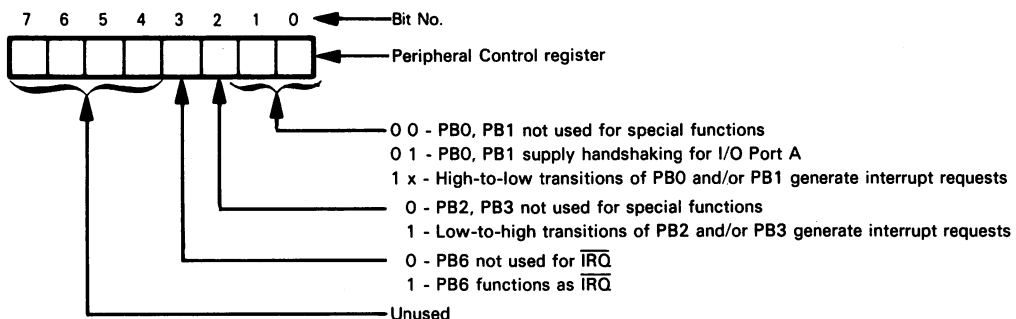 7 6 5 4 3 2 1 0 Bit No.
Peripheral Control register
0 0 - PB0, PB1 not used for special functions
0 1 - PB0, PB1 supply handshaking for I/O Port A
1 x - High-to-low transitions of PB0 and/or PB1 generate interrupt requests
0 - PB2, PB3 not used for special functions
1 - Low-to-high transitions of PB2 and/or PB3 generate interrupt requests
0 - PB6 not used for I̅R̅Q̅
1 - PB6 functions as I̅R̅Q̅
Unused